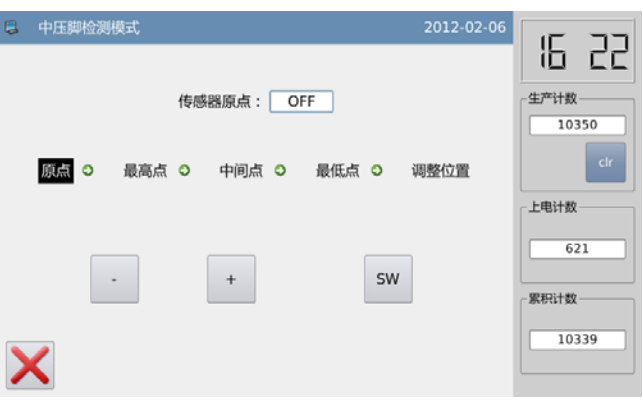 中压脚检测模式 2012-02-06
16 22
传感器原点： OFF
原点 最高点 中间点 最低点 调整位置
- + SW
生产计数
10350
clr
上电计数
621
累积计数
10339